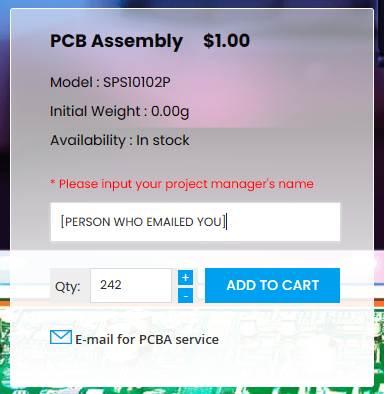 PCB Assembly $1.00
Model : SPS10102P
Initial Weight : 0.00g
Availability : In stock
* Please input your project manager's name
[PERSON WHO EMAILED YOU]
Qty: 242 + - ADD TO CART
E-mail for PCBA service